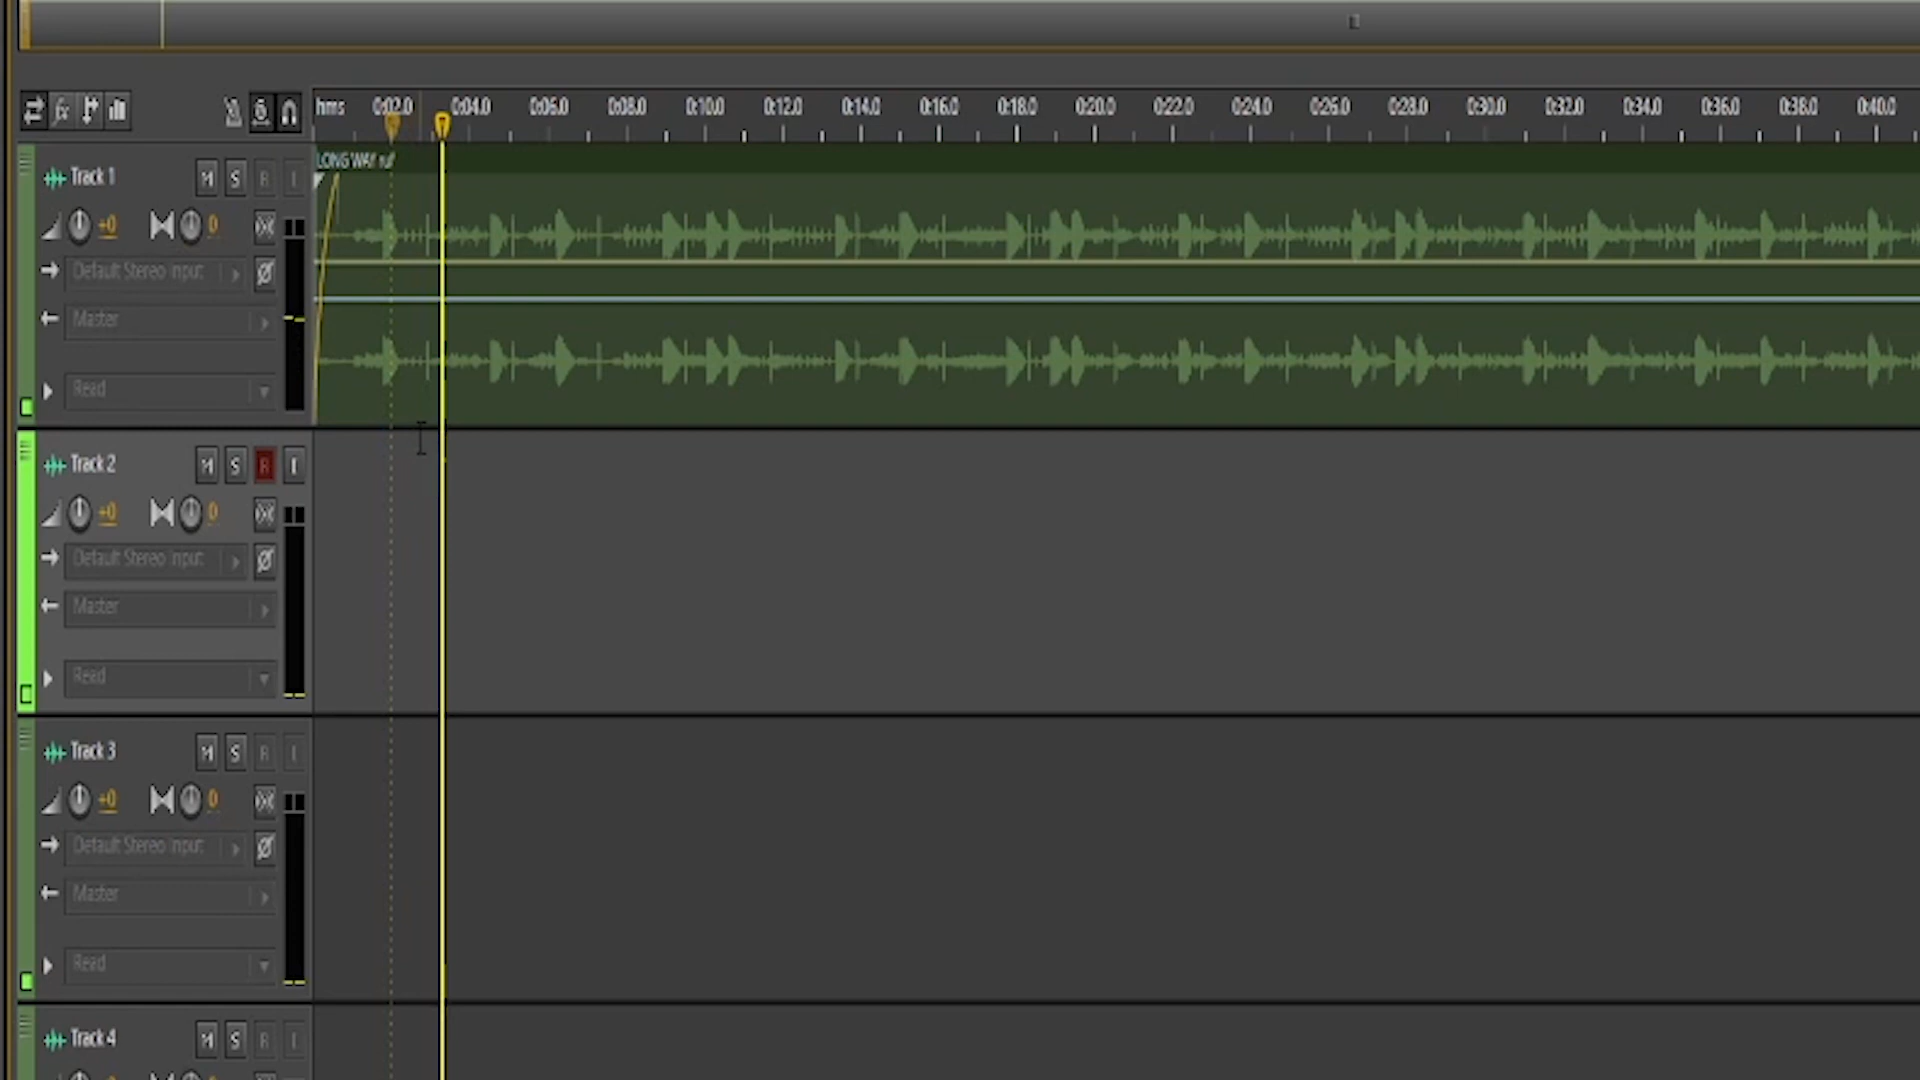 fx
hms 0:02.0 0:04.0 0:06.0 0:08.0 0:10.0 0:12.0 0:14.0 0:16.0 0:18.0 0:20.0 0:22.0 0:24.0 0:26.0 0:28.0 0:30.0 0:32.0 0:34.0 0:36.0 0:38.0 0:40.0
LONG WAY
Track 1 M S R I
+0 0
Default Stereo Input
Master
Read
Track 2 M S R I
+0 0
Default Stereo Input
Master
Read
Track 3 M S R I
+0 0
Default Stereo Input
Master
Read
Track 4 M S R I